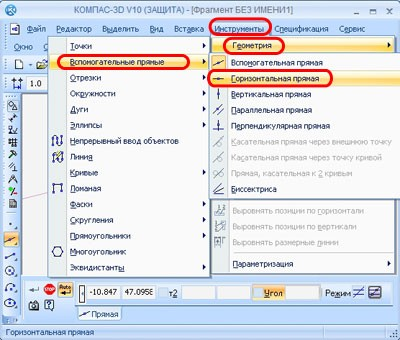 КОМПАС-3D V10 (ЗАЩИТА) - [Фрагмент БЕЗ ИМЕНИ1]
Файл Редактор Выделить Вид Вставка Инструменты Спецификация Сервис
Окно
Геометрия
1.0
Точки
Вспомогательные прямые
Отрезки
Окружности
Дуги
Эллипсы
Непрерывный ввод объектов
Линия
Кривые
Ломаная
Фаски
Скругления
Прямоугольники
Многоугольник
Эквидистанты
Вспомогательная прямая
Горизонтальная прямая
Вертикальная прямая
Параллельная прямая
Перпендикулярная прямая
Касательная прямая через внешнюю точку
Касательная прямая через точку кривой
Прямая, касательная к 2 кривым
Биссектриса
Выровнять позиции по горизонтали
Выровнять позиции по вертикали
Выровнять размерные линии
Параметризация
STOP Auto -10.847 47.0958 т2 Угол Режим
Прямая
Горизонтальная прямая